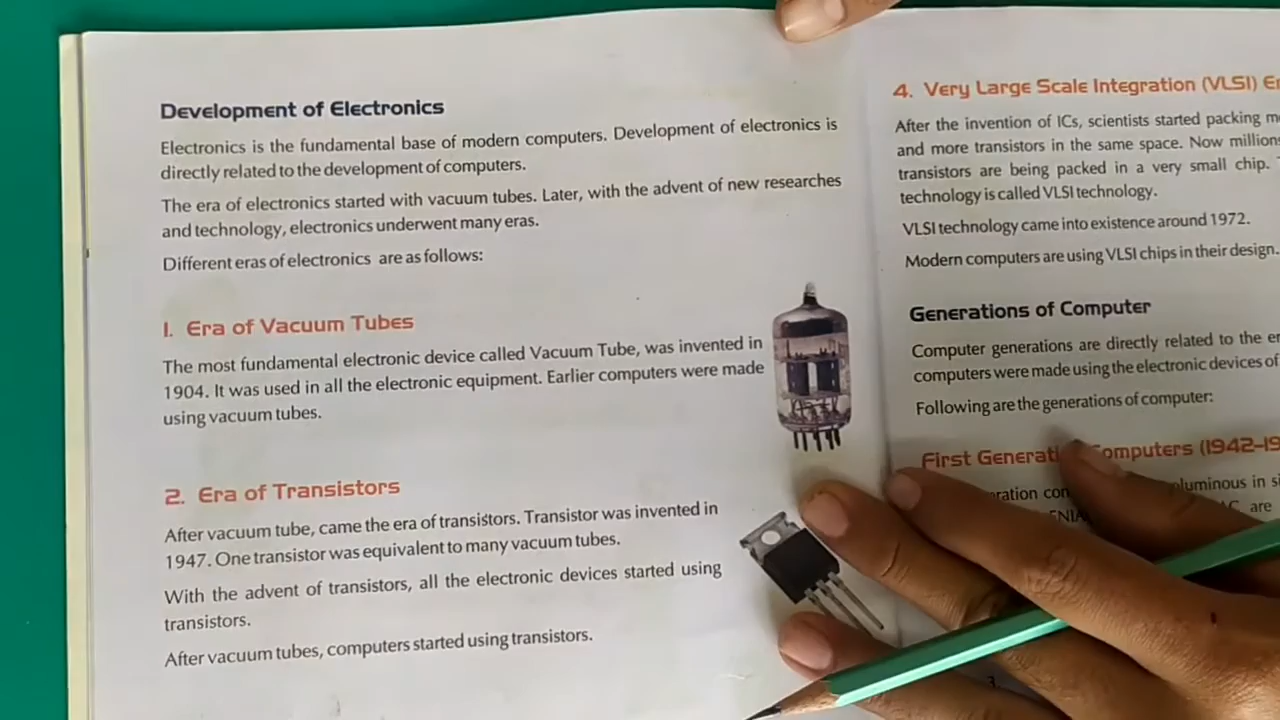 Development of Electronics
Electronics is the fundamental base of modern computers. Development of electronics is
directly related to the development of computers.
The era of electronics started with vacuum tubes. Later, with the advent of new researches
and technology, electronics underwent many eras.
Different eras of electronics are as follows:
1. Era of Vacuum Tubes
The most fundamental electronic device called Vacuum Tube, was invented in
1904. It was used in all the electronic equipment. Earlier computers were made
using vacuum tubes.
2. Era of Transistors
After vacuum tube, came the era of transistors. Transistor was invented in
1947. One transistor was equivalent to many vacuum tubes.
With the advent of transistors, all the electronic devices started using
transistors.
After vacuum tubes, computers started using transistors.
4. Very Large Scale Integration (VLSI)
After the invention of ICs, scientists started packing
and more transistors in the same space. Now
transistors are being packed in a very small chip.
technology is called VLSI technology.
VLSI technology came into existence around 1972.
Modern computers are using VLSI chips in their design.
Generations of Computer
Computer generations are directly related to the
computers were made using the electronic devices of
Following are the generations of computer:
First Computers (1942-
in
are
3